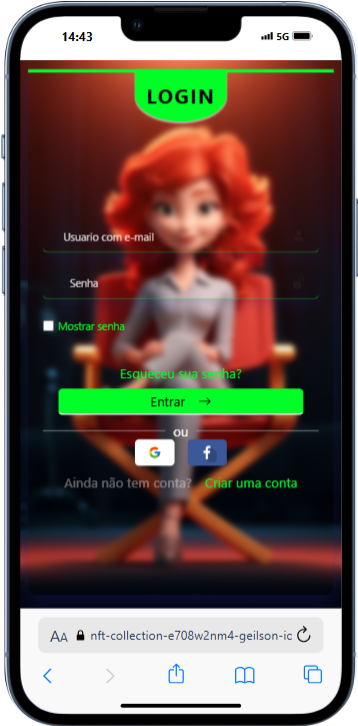 14:43
5G
LOGIN
Usuario com e-mail
Senha
Mostrar senha
Esqueceu sua senha?
Entrar →
ou
G f
Ainda não tem conta? Criar uma conta
AA nft-collection-e708w2nm4-geilson-ic